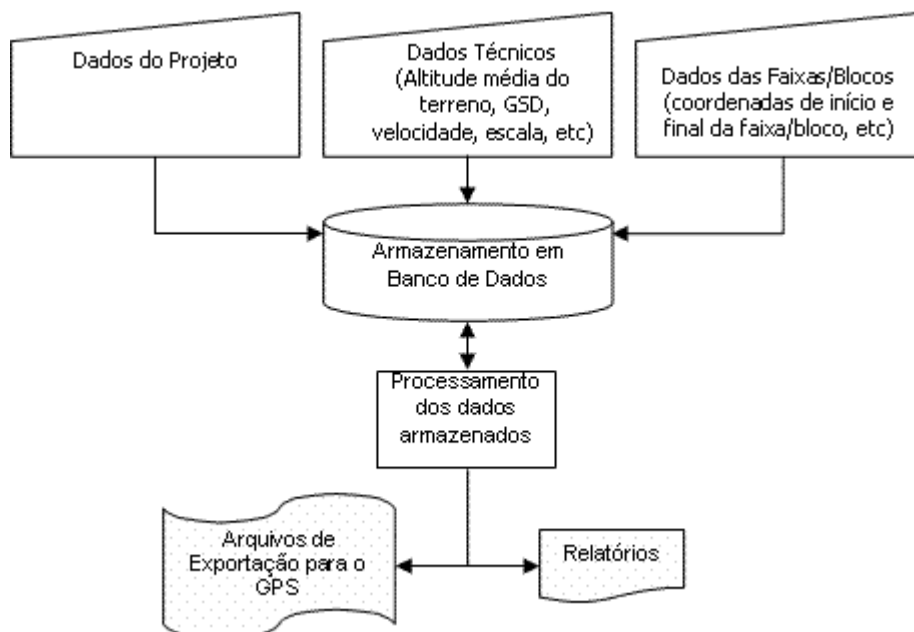 Dados do Projeto
Dados Técnicos
(Altitude média do
terreno, GSD,
velocidade, escala, etc)
Dados das Faixas/Blocos
(coordenadas de início e
final da faixa/bloco, etc)
Armazenamento em
Banco de Dados
Processamento
dos dados
armazenados
Arquivos de
Exportação para o
GPS
Relatórios